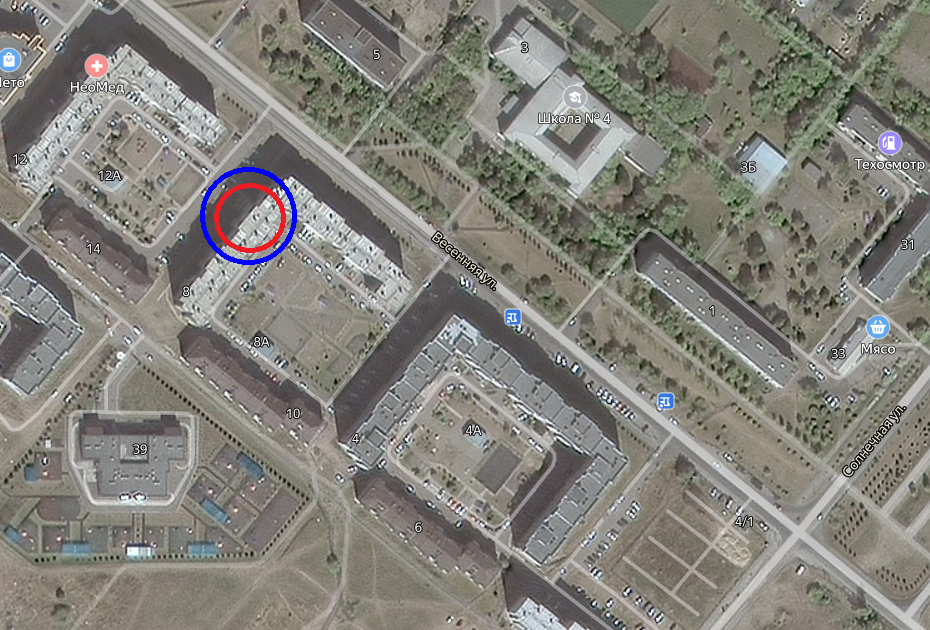 5
3
Лето
НеоМед
Школа № 4
12
12А
3Б
Техосмотр
14
Весенняя ул.
31
8
1
8А
33
Мясо
10
4
4А
Солнечная ул.
39
6
4/1